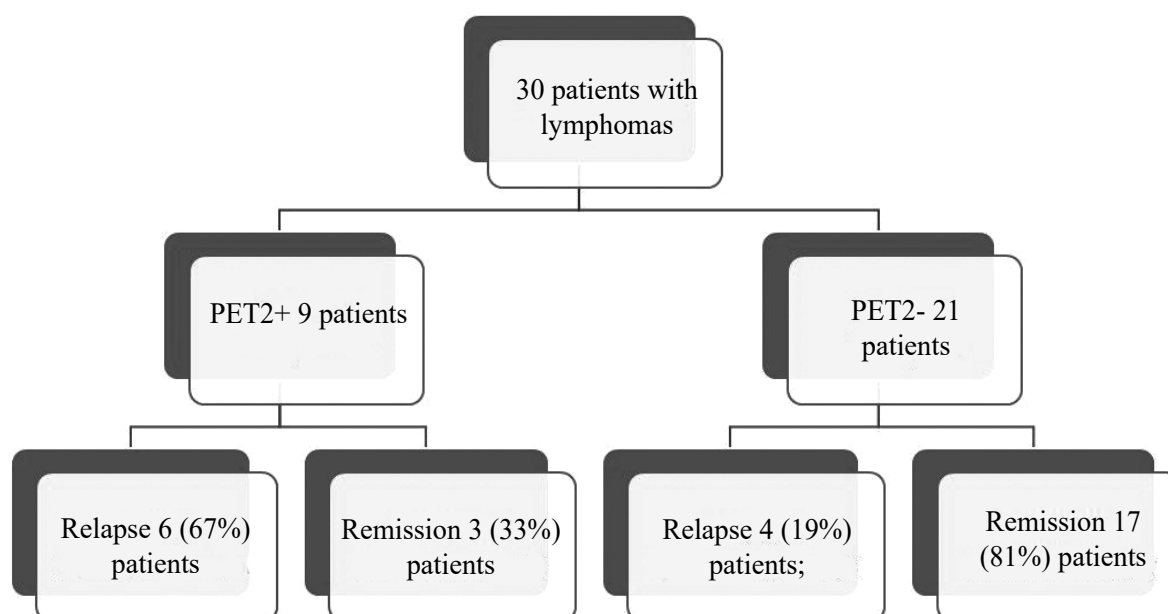 30 patients with
lymphomas
PET2+ 9 patients
PET2- 21
patients
Relapse 6 (67%)
patients
Remission 3 (33%)
patients
Relapse 4 (19%)
patients;
Remission 17
(81%) patients